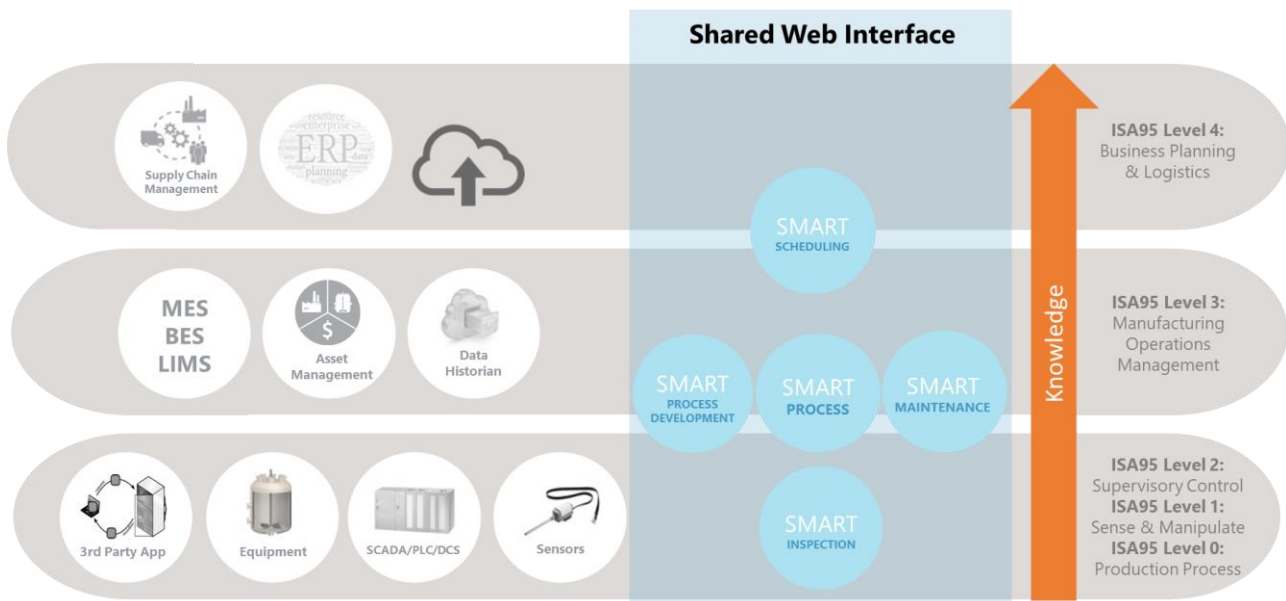 Shared Web Interface
Supply Chain
Management
resource
enterprise
ERP
data
planning
software
SMART
SCHEDULING
ISA95 Level 4:
Business Planning
& Logistics
MES
BES
LIMS
$
Asset
Management
Data
Historian
SMART
PROCESS
DEVELOPMENT
SMART
PROCESS
SMART
MAINTENANCE
Knowledge
ISA95 Level 3:
Manufacturing
Operations
Management
3rd Party App
Equipment
SCADA/PLC/DCS
Sensors
SMART
INSPECTION
ISA95 Level 2:
Supervisory Control
ISA95 Level 1:
Sense & Manipulate
ISA95 Level 0:
Production Process